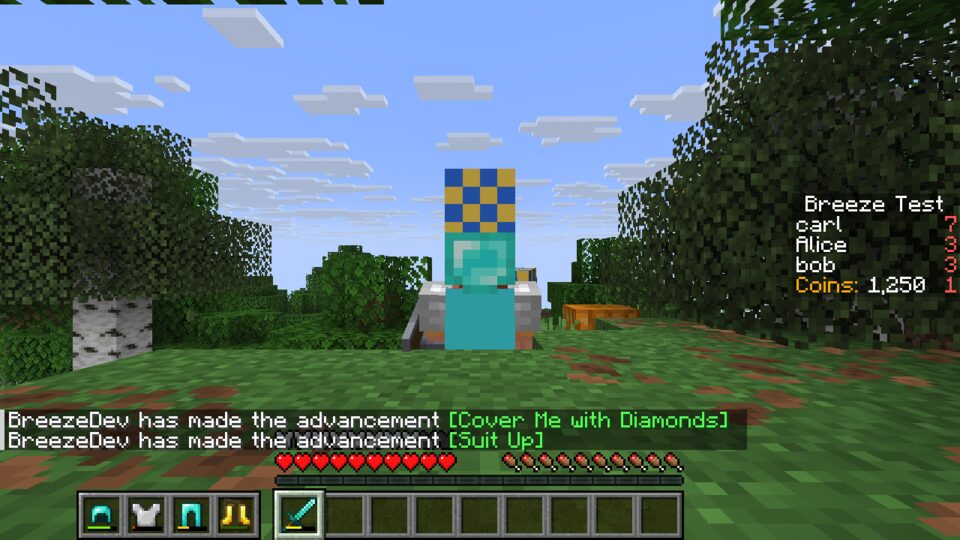 Breeze Test
carl 7
Alice 3
bob 3
Coins: 1,250 1
BreezeDev has made the advancement [Cover Me with Diamonds]
BreezeDev has made the advancement [Suit Up]